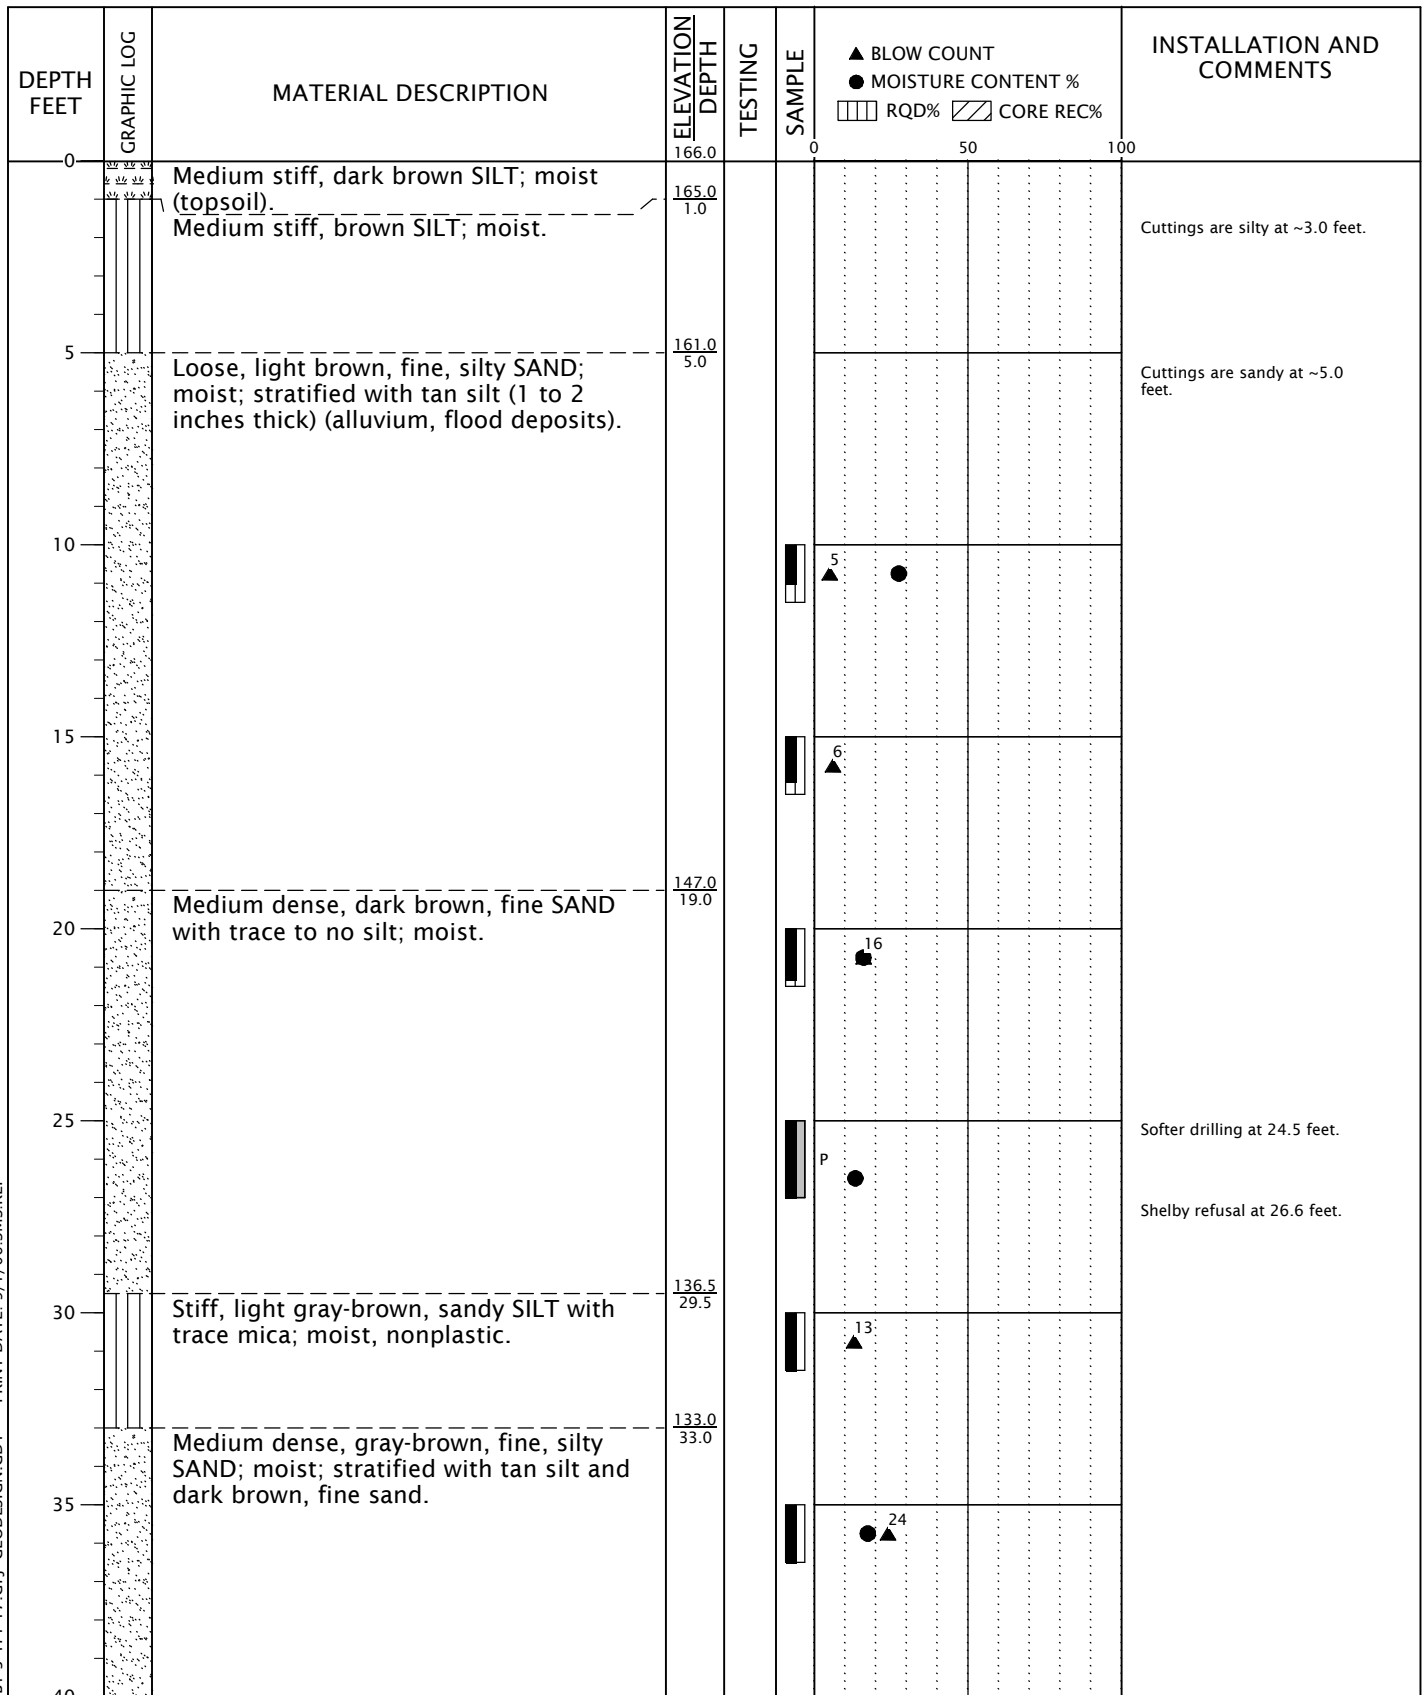 DEPTH
FEET
GRAPHIC LOG
MATERIAL DESCRIPTION
ELEVATION
DEPTH
TESTING
SAMPLE
▲ BLOW COUNT
● MOISTURE CONTENT %
RQD% CORE REC%
INSTALLATION AND
COMMENTS
0 50 100
0
166.0
Medium stiff, dark brown SILT; moist
(topsoil).
165.0
1.0
Medium stiff, brown SILT; moist.
Cuttings are silty at ~3.0 feet.
5
161.0
5.0
Loose, light brown, fine, silty SAND;
moist; stratified with tan silt (1 to 2
inches thick) (alluvium, flood deposits).
Cuttings are sandy at ~5.0
feet.
10
5
15
6
147.0
19.0
Medium dense, dark brown, fine SAND
with trace to no silt; moist.
20
16
25
Softer drilling at 24.5 feet.
P
Shelby refusal at 26.6 feet.
136.5
29.5
30
Stiff, light gray-brown, sandy SILT with
trace mica; moist, nonplastic.
13
133.0
33.0
Medium dense, gray-brown, fine, silty
SAND; moist; stratified with tan silt and
dark brown, fine sand.
35
24